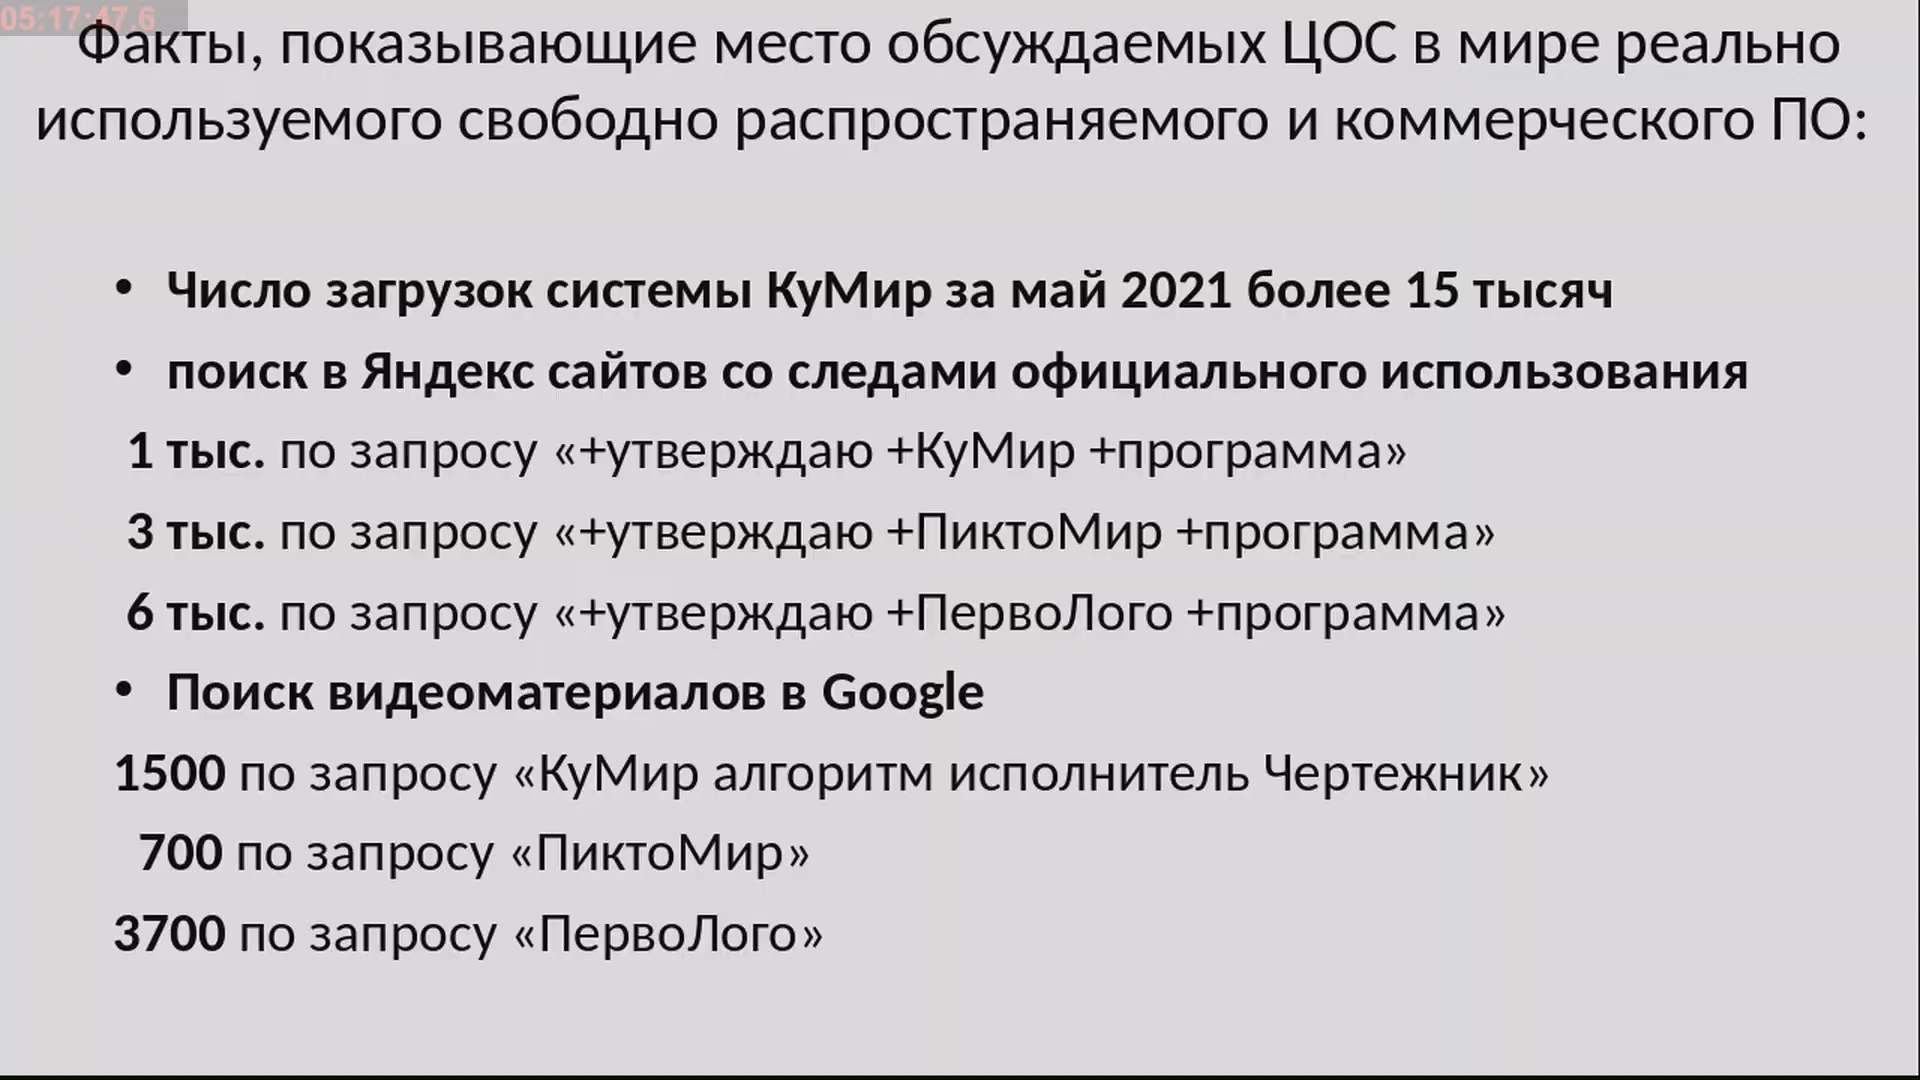 05:17:47.6
Факты, показывающие место обсуждаемых ЦОС в мире реально
используемого свободно распространяемого и коммерческого ПО:
• Число загрузок системы КуМир за май 2021 более 15 тысяч
• поиск в Яндекс сайтов со следами официального использования
1 тыс. по запросу «+утверждаю +КуМир +программа»
3 тыс. по запросу «+утверждаю +ПиктоМир +программа»
6 тыс. по запросу «+утверждаю +ПервоЛого +программа»
• Поиск видеоматериалов в Google
1500 по запросу «КуМир алгоритм исполнитель Чертежник»
700 по запросу «ПиктоМир»
3700 по запросу «ПервоЛого»